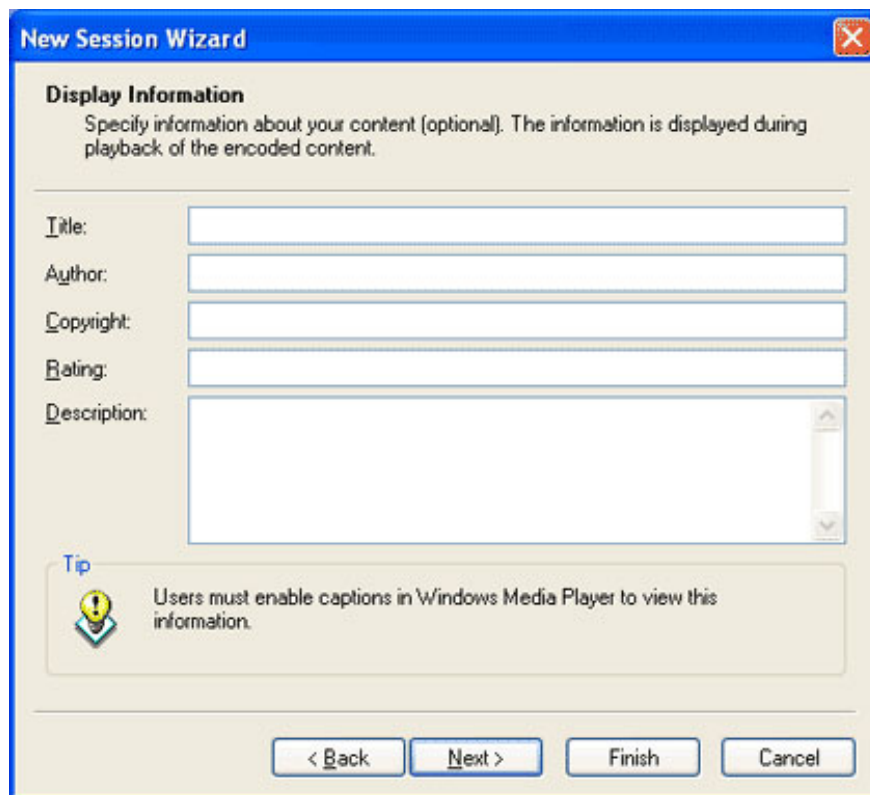 New Session Wizard
Display Information
Specify information about your content (optional). The information is displayed during
playback of the encoded content.
Title:
Author:
Copyright:
Rating:
Description:
Tip
Users must enable captions in Windows Media Player to view this
information.
< Back Next > Finish Cancel